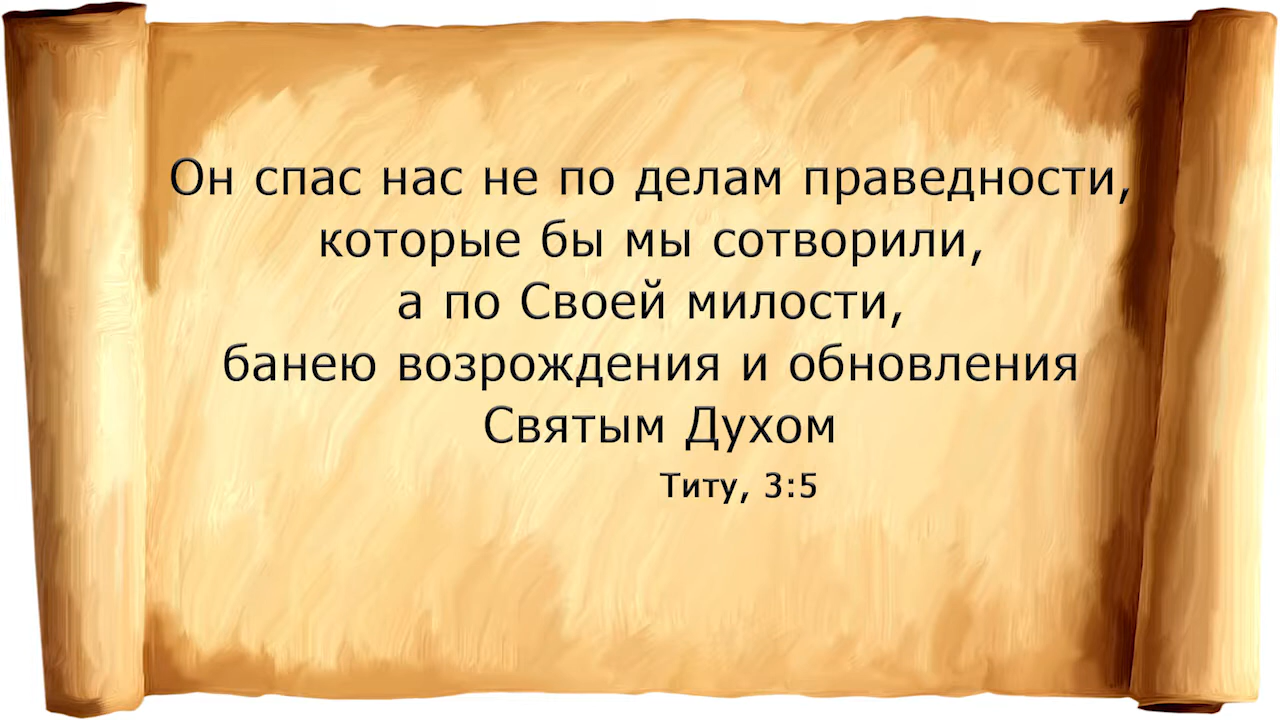 Он спас нас не по делам праведности,
которые бы мы сотворили,
а по Своей милости,
банею возрождения и обновления
Святым Духом
Титу, 3:5